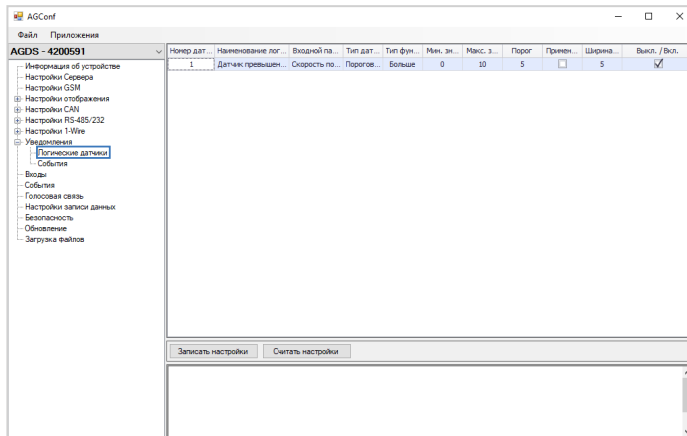 AGConf
Файл Приложения
AGDS - 4200591
Номер дат... Наименование лог... Входной па... Тип дат... Тип фун... Мин. зн... Макс. з... Порог Примен... Ширина... Выкл. / Вкл.
1 Датчик превышен... Скорость по... Порогов... Больше 0 10 5 5
Информация об устройстве
Настройки Сервера
Настройки GSM
Настройки отображения
Настройки CAN
Настройки RS-485/232
Настройки 1-Wire
Уведомления
Логические датчики
События
Входы
События
Голосовая связь
Настройки записи данных
Безопасность
Обновление
Загрузка файлов
Записать настройки Считать настройки